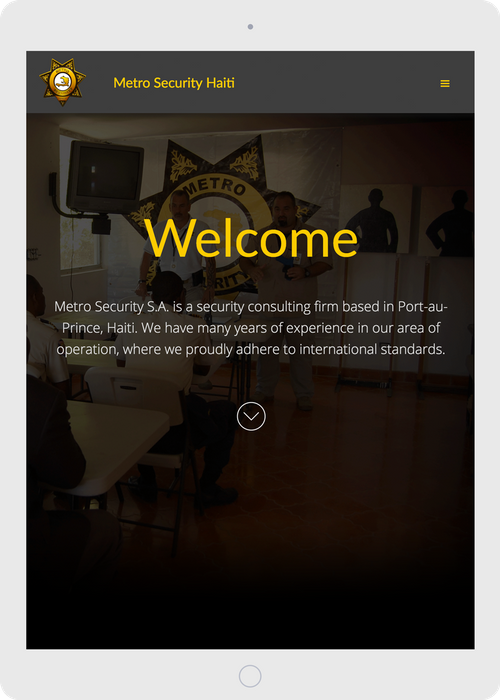 Metro Security Haiti
METRO
Welcome
Metro Security S.A. is a security consulting firm based in Port-au-
Prince, Haiti. We have many years of experience in our area of
operation, where we proudly adhere to international standards.